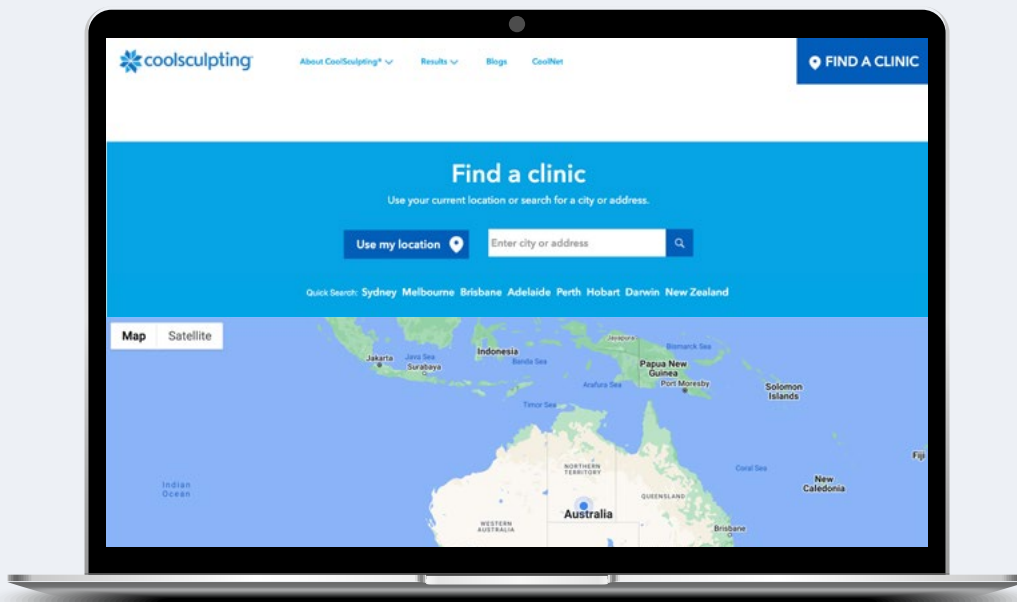 coolsculpting
About CoolSculpting® Results Blogs CoolNet
FIND A CLINIC
Find a clinic
Use your current location or search for a city or address.
Use my location
Enter city or address
Quick Search: Sydney Melbourne Brisbane Adelaide Perth Hobart Darwin New Zealand
Map Satellite
Jakarta
Java Sea
Surabaya
Indonesia
Banda Sea
Jayapura
Bismarck Sea
Papua New
Guinea
Port Moresby
Arafura Sea
Solomon
Islands
Timor Sea
Indian
Ocean
NORTHERN
TERRITORY
Coral Sea
Fiji
New
Caledonia
QUEENSLAND
Australia
WESTERN
AUSTRALIA
Brisbane